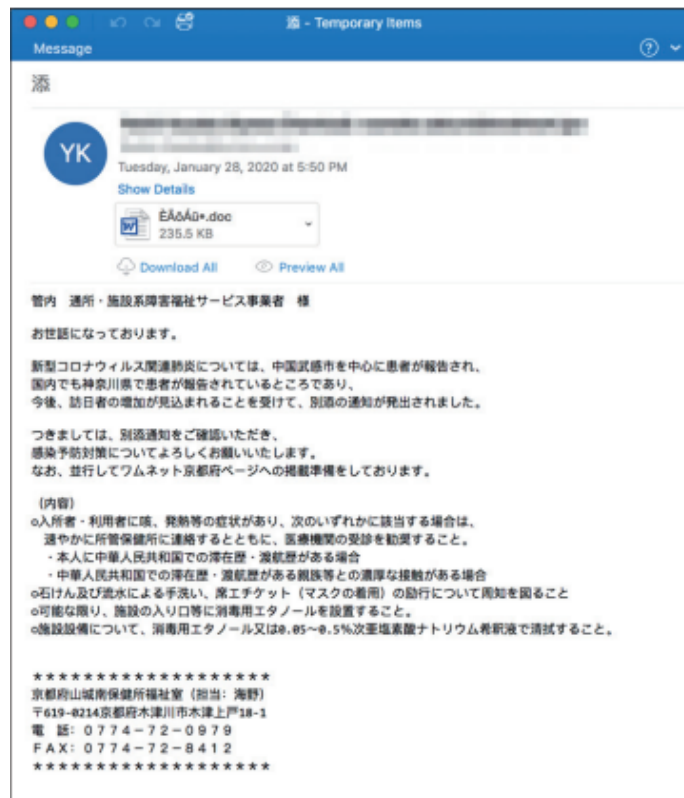 添 - Temporary Items
Message
添
YK
Tuesday, January 28, 2020 at 5:50 PM
Show Details
ÈÂõÁü•.doc
235.5 KB
Download All Preview All
管内　通所・施設系障害福祉サービス事業者　様
お世話になっております。
新型コロナウィルス関連肺炎については、中国武漢市を中心に患者が報告され、
国内でも神奈川県で患者が報告されているところであり、
今後、訪日者の増加が見込まれることを受けて、別添の通知が発出されました。
つきましては、別添通知をご確認いただき、
感染予防対策についてよろしくお願いいたします。
なお、並行してワムネット京都府ページへの掲載準備をしております。
（内容）
o入所者・利用者に咳、発熱等の症状があり、次のいずれかに該当する場合は、
速やかに所管保健所に連絡するとともに、医療機関の受診を勧奨すること。
・本人に中華人民共和国での滞在歴・渡航歴がある場合
・中華人民共和国での滞在歴・渡航歴がある親族等との濃厚な接触がある場合
o石けん及び流水による手洗い、席エチケット（マスクの着用）の励行について周知を図ること
o可能な限り、施設の入り口等に消毒用エタノールを設置すること。
o施設設備について、消毒用エタノール又は0.05～0.5%次亜塩素酸ナトリウム希釈液で清拭すること。
＊＊＊＊＊＊＊＊＊＊＊＊＊＊＊＊＊＊＊
京都府山城南保健所福祉室（担当：海野）
〒619-0214京都府木津川市木津上戸18-1
電　話：０７７４－７２－０９７９
ＦＡＸ：０７７４－７２－８４１２
＊＊＊＊＊＊＊＊＊＊＊＊＊＊＊＊＊＊＊